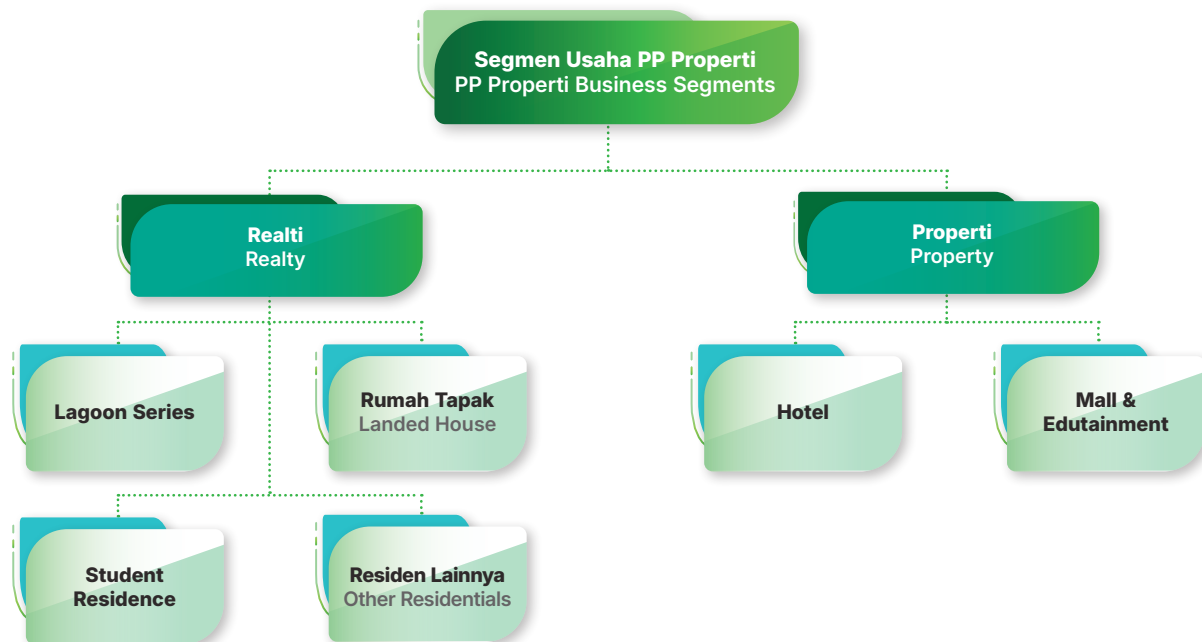 Segmen Usaha PP Properti
PP Properti Business Segments
Realti
Realty
Properti
Property
Lagoon Series
Rumah Tapak
Landed House
Hotel
Mall &
Edutainment
Student
Residence
Residen Lainnya
Other Residentials